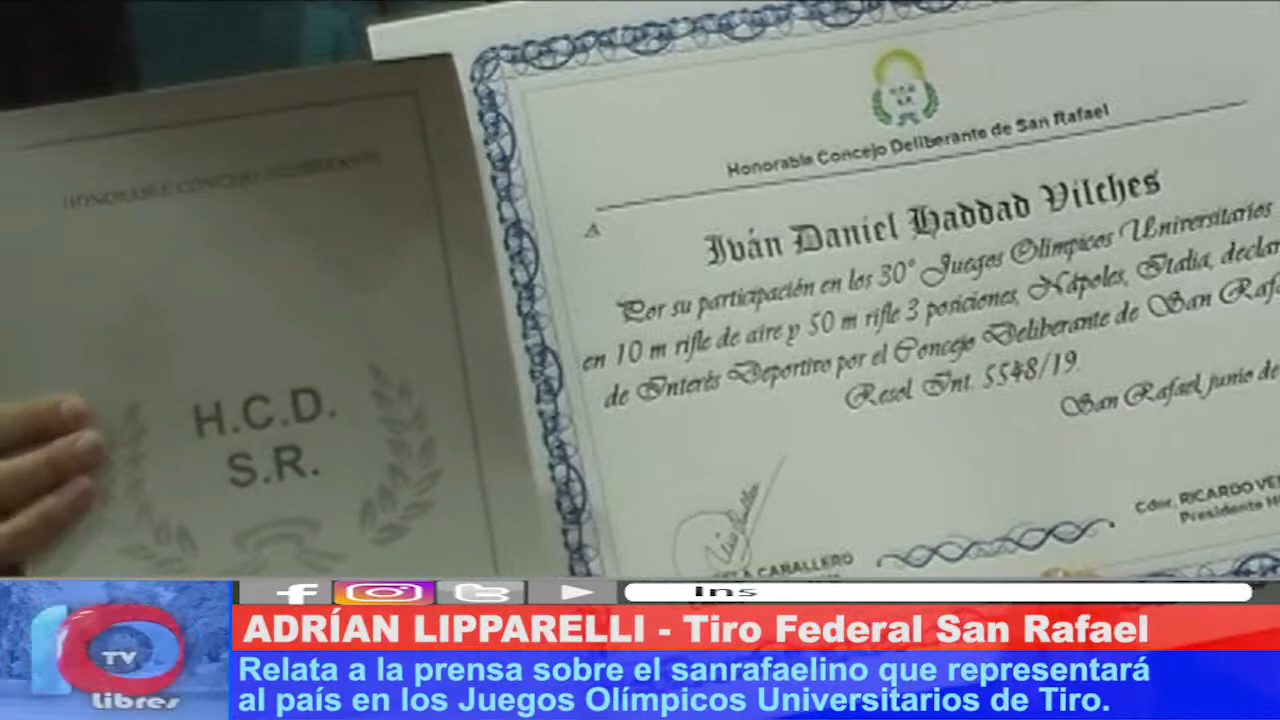 HONORABLE CONCEJO DELIBERANTE
H.C.D.
S.R.
H.C.D.
S.R.
Honorable Concejo Deliberante de San Rafael
A
Iván Daniel Haddad Vilches
Por su participación en los 30° Juegos Olímpicos Universitarios
en 10 m rifle de aire y 50 m rifle 3 posiciones, Nápoles, Italia, declar
de Interés Deportivo por el Concejo Deliberante de San Rafa
Resol. Int. 5548/19.
San Rafael, junio de
CABALLERO
Cdor. RICARDO VE
Presidente H
Ins
ADRÍAN LIPPARELLI - Tiro Federal San Rafael
Relata a la prensa sobre el sanrafaelino que representará
al país en los Juegos Olímpicos Universitarios de Tiro.
10
TV
libres